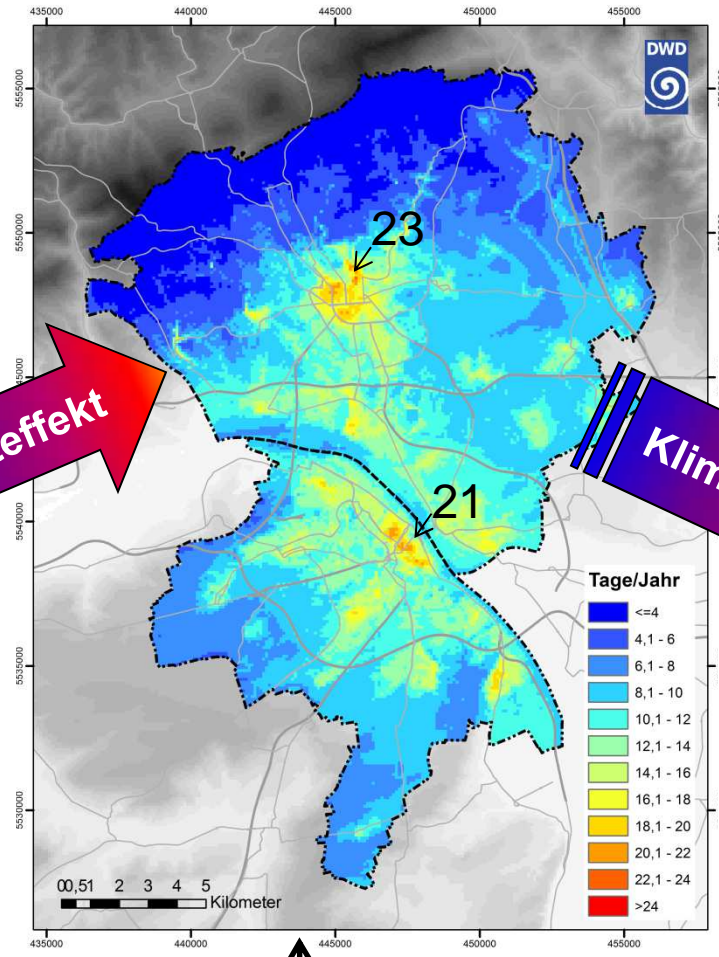 435000 440000 445000 450000 455000
DWD
5555000
5550000
23
45000
teffekt
Klim
21
5540000
Tage/Jahr
<=4
4,1 - 6
6,1 - 8
8,1 - 10
10,1 - 12
12,1 - 14
14,1 - 16
16,1 - 18
18,1 - 20
20,1 - 22
22,1 - 24
>24
5535000
5530000
00,51 2 3 4 5
Kilometer
435000 440000 445000 450000 455000